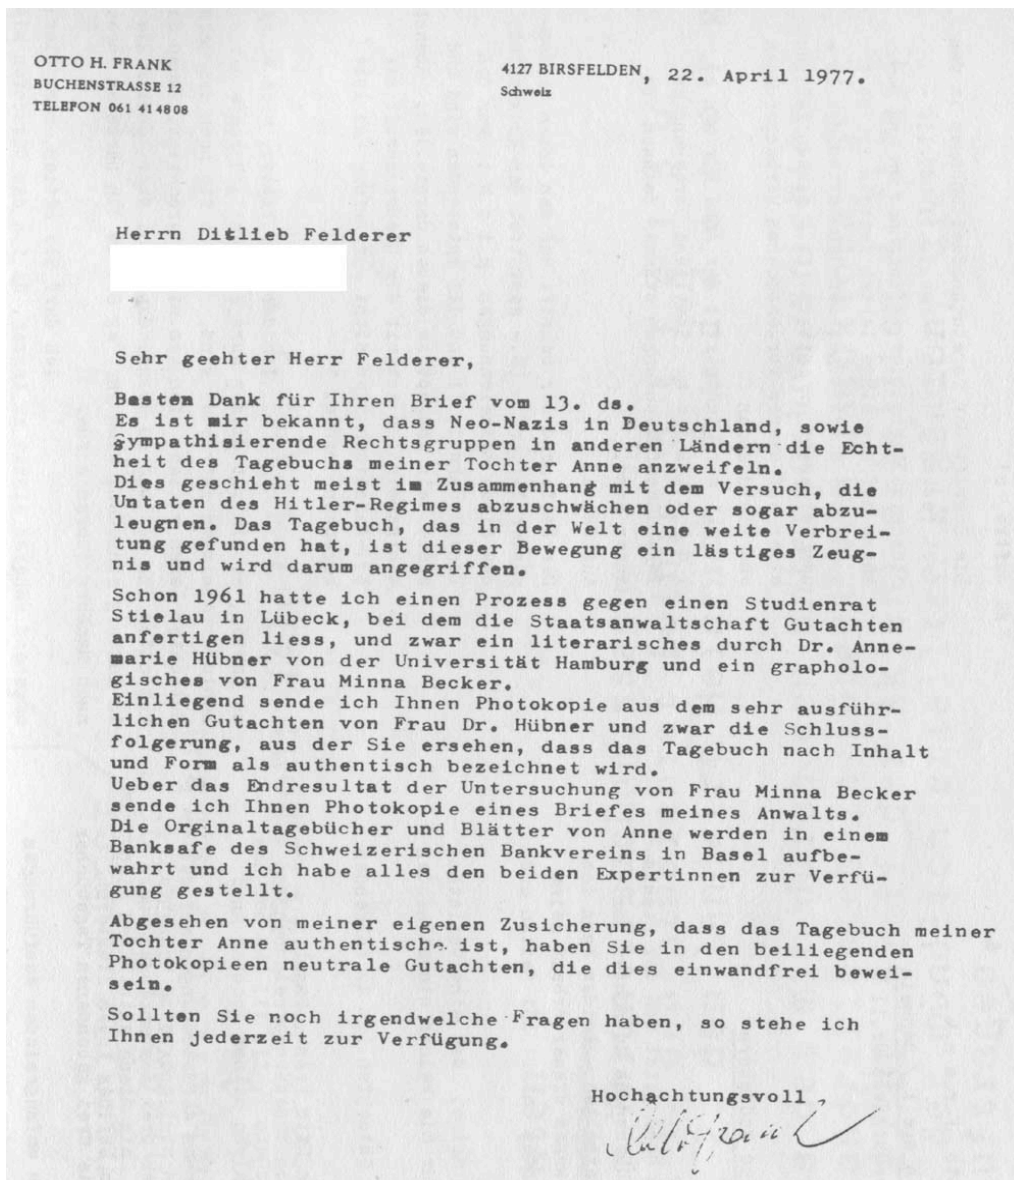 OTTO H. FRANK
BUCHENSTRASSE 12
TELEFON 061 41 48 08
4127 BIRSFELDEN, 22. April 1977.
Schweiz
Herrn Ditlieb Felderer
Sehr geehter Herr Felderer,
Besten Dank für Ihren Brief vom 13. ds.
Es ist mir bekannt, dass Neo-Nazis in Deutschland, sowie
Sympathisierende Rechtsgruppen in anderen Ländern die Echt-
heit des Tagebuchs meiner Tochter Anne anzweifeln.
Dies geschieht meist im Zusammenhang mit dem Versuch, die
Untaten des Hitler-Regimes abzuschwächen oder sogar abzu-
leugnen. Das Tagebuch, das in der Welt eine weite Verbrei-
tung gefunden hat, ist dieser Bewegung ein lästiges Zeug-
nis und wird darum angegriffen.
Schon 1961 hatte ich einen Prozess gegen einen Studienrat
Stielau in Lübeck, bei dem die Staatsanwaltschaft Gutachten
anfertigen liess, und zwar ein literarisches durch Dr. Anne-
marie Hübner von der Universität Hamburg und ein grapholo-
gisches von Frau Minna Becker.
Einliegend sende ich Ihnen Photokopie aus dem sehr ausführ-
lichen Gutachten von Frau Dr. Hübner und zwar die Schluss-
folgerung, aus der Sie ersehen, dass das Tagebuch nach Inhalt
und Form als authentisch bezeichnet wird.
Ueber das Endresultat der Untersuchung von Frau Minna Becker
sende ich Ihnen Photokopie eines Briefes meines Anwalts.
Die Orginaltagebücher und Blätter von Anne werden in einem
Banksafe des Schweizerischen Bankvereins in Basel aufbe-
wahrt und ich habe alles den beiden Expertinnen zur Verfü-
gung gestellt.
Abgesehen von meiner eigenen Zusicherung, dass das Tagebuch meiner
Tochter Anne authentische ist, haben Sie in den beiliegenden
Photokopieen neutrale Gutachten, die dies einwandfrei bewei-
sein.
Sollten Sie noch irgendwelche Fragen haben, so stehe ich
Ihnen jederzeit zur Verfügung.
Hochachtungsvoll,
Otto Frank